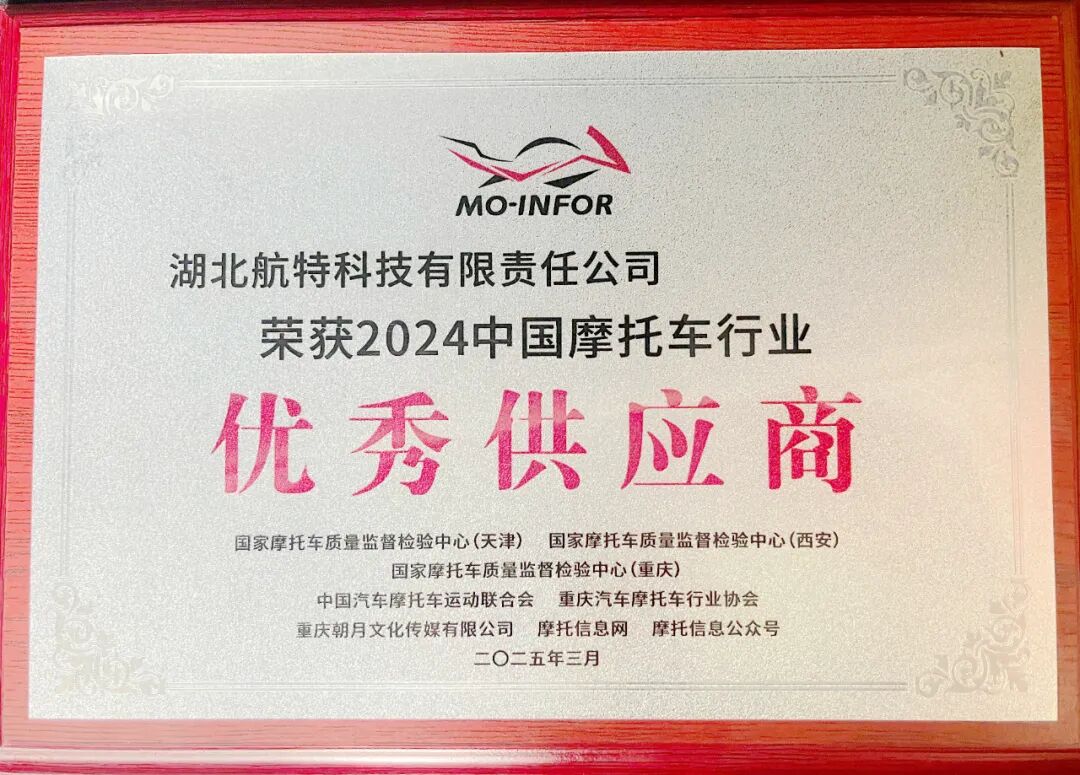 MO-INFOR
湖北航特科技有限责任公司
荣获2024中国摩托车行业
优秀供应商
国家摩托车质量监督检验中心(天津) 国家摩托车质量监督检验中心(西安)
国家摩托车质量监督检验中心(重庆)
中国汽车摩托车运动联合会 重庆汽车摩托车行业协会
重庆朝月文化传媒有限公司 摩托信息网 摩托信息公众号
二〇二五年三月